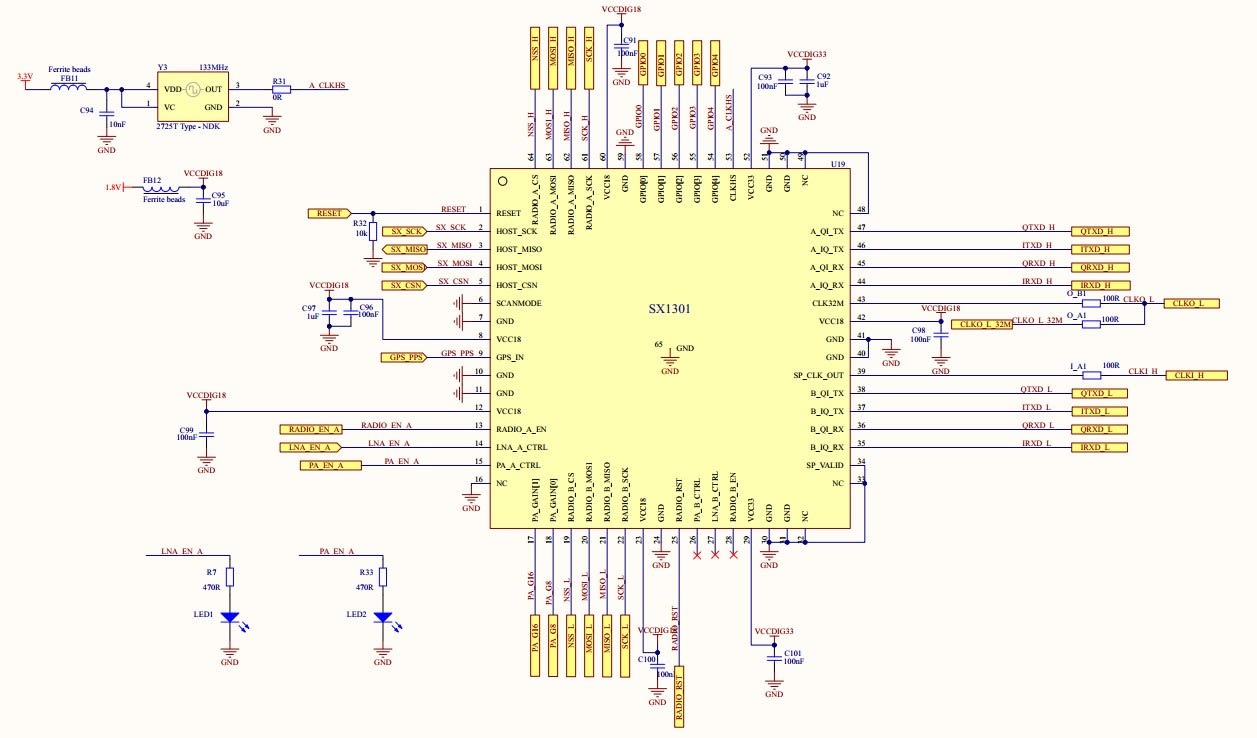 VCCDIG18
C91
100nF
NSS_H
MOSI_H
MISO_H
SCK_H
GND
GPIO0
GPIO1
GPIO2
GPIO3
GPIO4
VCCDIG33
C93
100nF
C92
1uF
GND
3.3V
Ferrite beads
FB11
C94
10nF
GND
Y3
133MHz
4
VDD
OUT
3
1
VC
GND
2
2725T Type - NDK
R31
0R
A_CLKHS
GND
NSS_H
MOSI_H
MISO_H
SCK_H
GND
GPIO0
GPIO1
GPIO2
GPIO3
GPIO4
A_CLKHS
GND
64
63
62
61
60
59
58
57
56
55
54
53
52
51
50
49
U19
RADIO_A_CS
RADIO_A_MOSI
RADIO_A_MISO
RADIO_A_SCK
VCC18
GND
GPIO[0]
GPIO[1]
GPIO[2]
GPIO[3]
GPIO[4]
CLKHS
VCC33
GND
GND
NC
1.8V
FB12
Ferrite beads
VCCDIG18
C95
10uF
GND
RESET
RESET
1
RESET
R32
10k
SX_SCK
SX_SCK
2
HOST_SCK
SX_MISO
SX_MISO
3
HOST_MISO
SX_MOSI
SX_MOSI
4
HOST_MOSI
SX_CSN
SX_CSN
5
HOST_CSN
6
SCANMODE
7
GND
VCCDIG18
C97
1uF
C96
100nF
GND
8
VCC18
GPS_PPS
GPS_PPS
9
GPS_IN
10
GND
11
GND
VCCDIG18
C99
100nF
GND
12
VCC18
RADIO_EN_A
RADIO_EN_A
13
RADIO_A_EN
LNA_EN_A
LNA_EN_A
14
LNA_A_CTRL
PA_EN_A
PA_EN_A
15
PA_A_CTRL
16
NC
GND
SX1301
65
GND
GND
NC
48
A_QI_TX
47
QTXD_H
QTXD_H
A_IQ_TX
46
ITXD_H
ITXD_H
A_QI_RX
45
QRXD_H
QRXD_H
A_IQ_RX
44
IRXD_H
IRXD_H
CLK32M
43
O_B1
100R
CLKO_L
CLKO_L
VCC18
42
VCCDIG18
C98
100nF
GND
CLKO_L_32M
CLKO_L_32M
O_A1
100R
GND
41
GND
GND
40
SP_CLK_OUT
39
I_A1
100R
CLKI_H
CLKI_H
B_QI_TX
38
QTXD_L
QTXD_L
B_IQ_TX
37
ITXD_L
ITXD_L
B_QI_RX
36
QRXD_L
QRXD_L
B_IQ_RX
35
IRXD_L
IRXD_L
SP_VALID
34
NC
33
PA_GAIN[1]
PA_GAIN[0]
RADIO_B_CS
RADIO_B_MOSI
RADIO_B_MISO
RADIO_B_SCK
VCC18
GND
RADIO_RST
PA_B_CTRL
LNA_B_CTRL
RADIO_B_EN
VCC33
GND
GND
NC
17
18
19
20
21
22
23
24
25
26
27
28
29
30
31
32
GND
GND
PA_G16
PA_G8
NSS_L
MOSI_L
MISO_L
SCK_L
RADIO_RST
PA_G16
PA_G8
NSS_L
MOSI_L
MISO_L
SCK_L
VCCDIG18
C100
100n
GND
RADIO_RST
VCCDIG33
C101
100nF
GND
LNA_EN_A
R7
470R
LED1
GND
PA_EN_A
R33
470R
LED2
GND